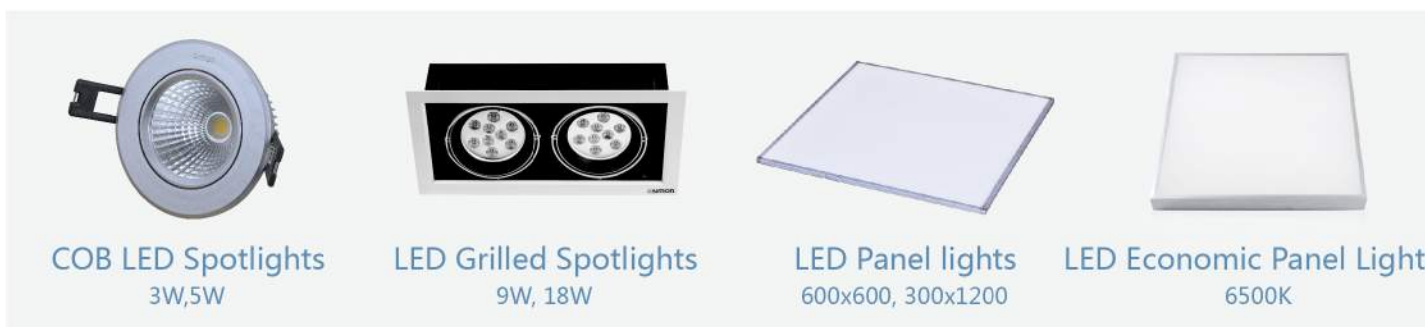 COB LED Spotlights
3W,5W
LED Grilled Spotlights
9W, 18W
LED Panel lights
600x600, 300x1200
LED Economic Panel Light
6500K